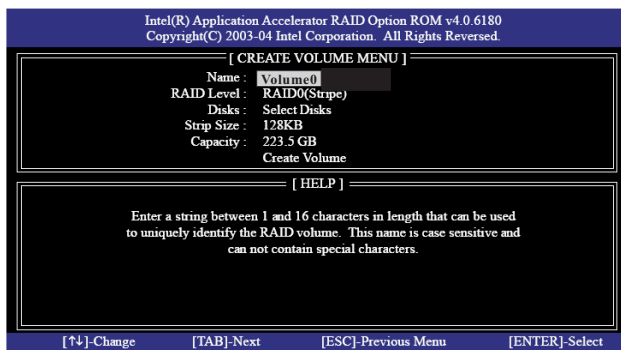 Intel(R) Application Accelerator RAID Option ROM v4.0.6180
Copyright(C) 2003-04 Intel Corporation. All Rights Reversed.
[ CREATE VOLUME MENU ]
Name : Volume0
RAID Level : RAID0(Stripe)
Disks : Select Disks
Strip Size : 128KB
Capacity : 223.5 GB
Create Volume
[ HELP ]
Enter a string between 1 and 16 characters in length that can be used
to uniquely identify the RAID volume. This name is case sensitive and
can not contain special characters.
[↑↓]-Change [TAB]-Next [ESC]-Previous Menu [ENTER]-Select